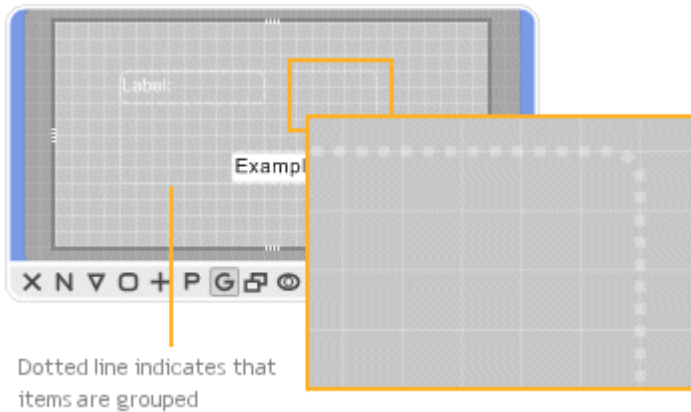 Label:
Exampl
N P G
Dotted line indicates that
items are grouped